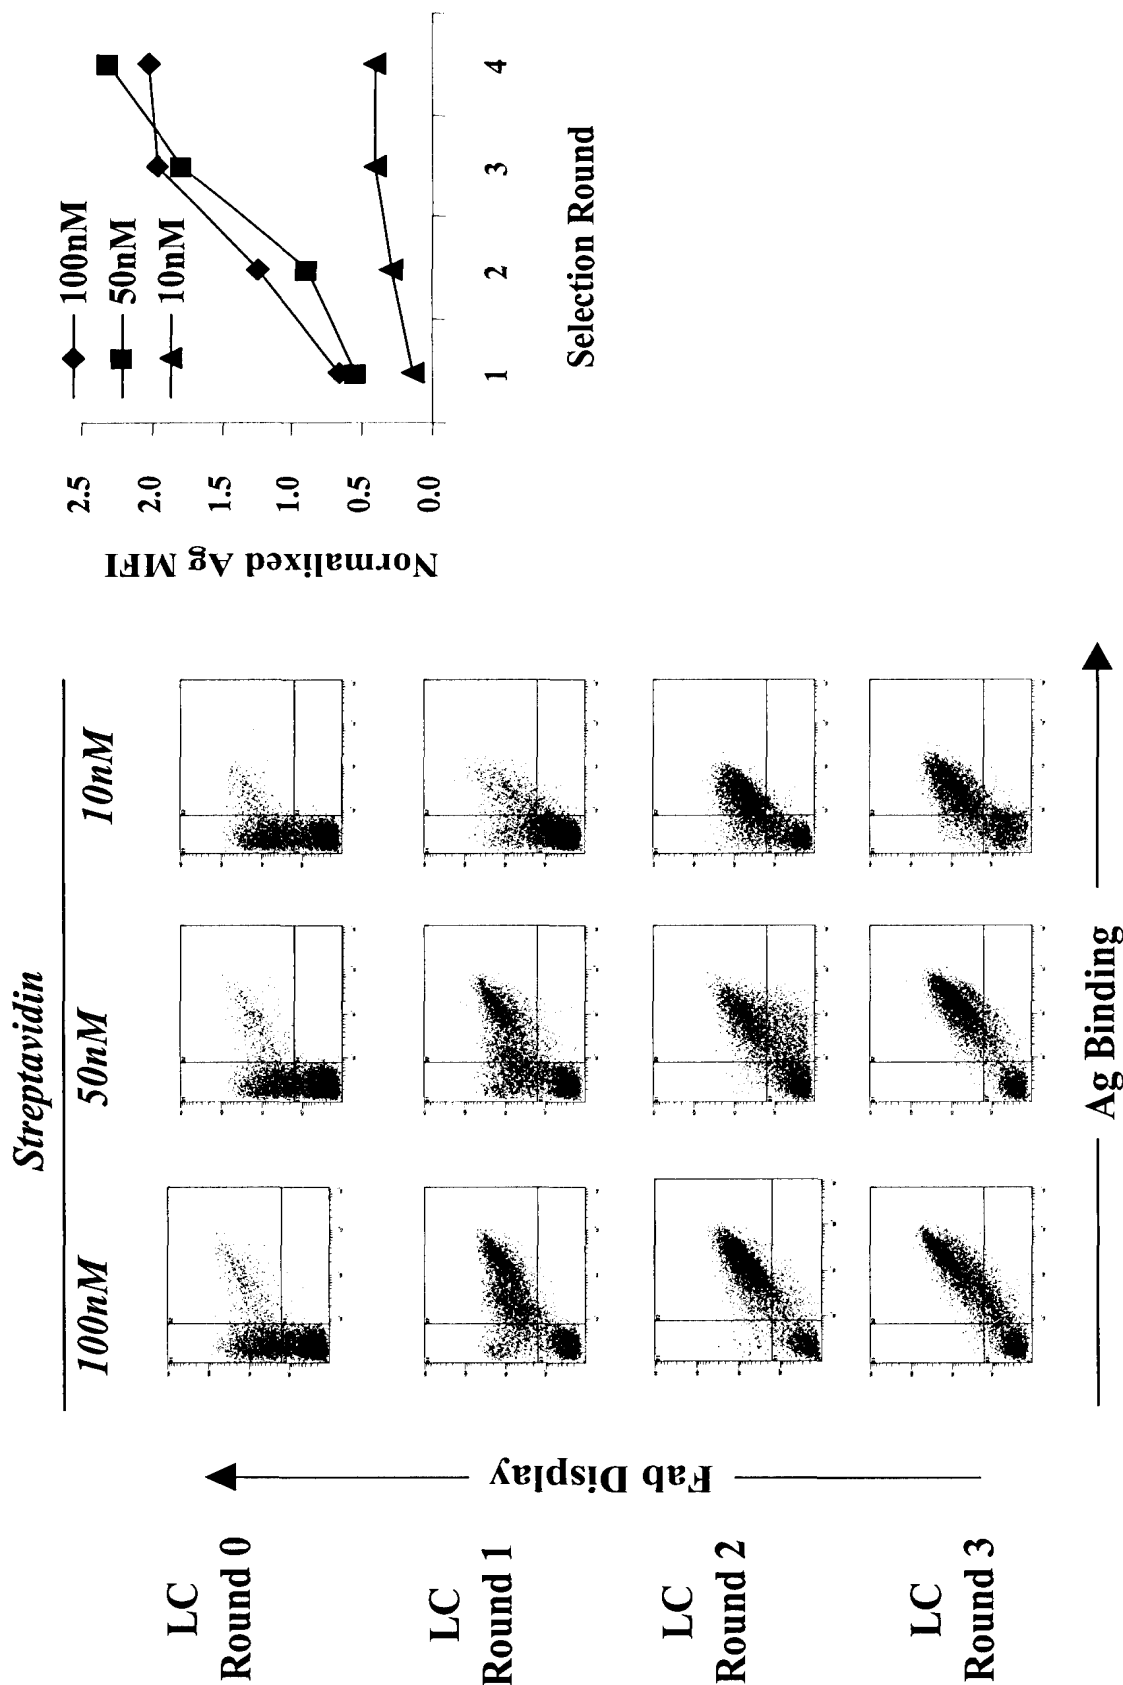 Streptavidin
100nM
50nM
10nM
LC
Round 0
LC
Round 1
LC
Round 2
LC
Round 3
Fab Display
Ag Binding
100nM
50nM
10nM
Normalixed Ag MFI
2.5
2.0
1.5
1.0
0.5
0.0
1
2
3
4
Selection Round